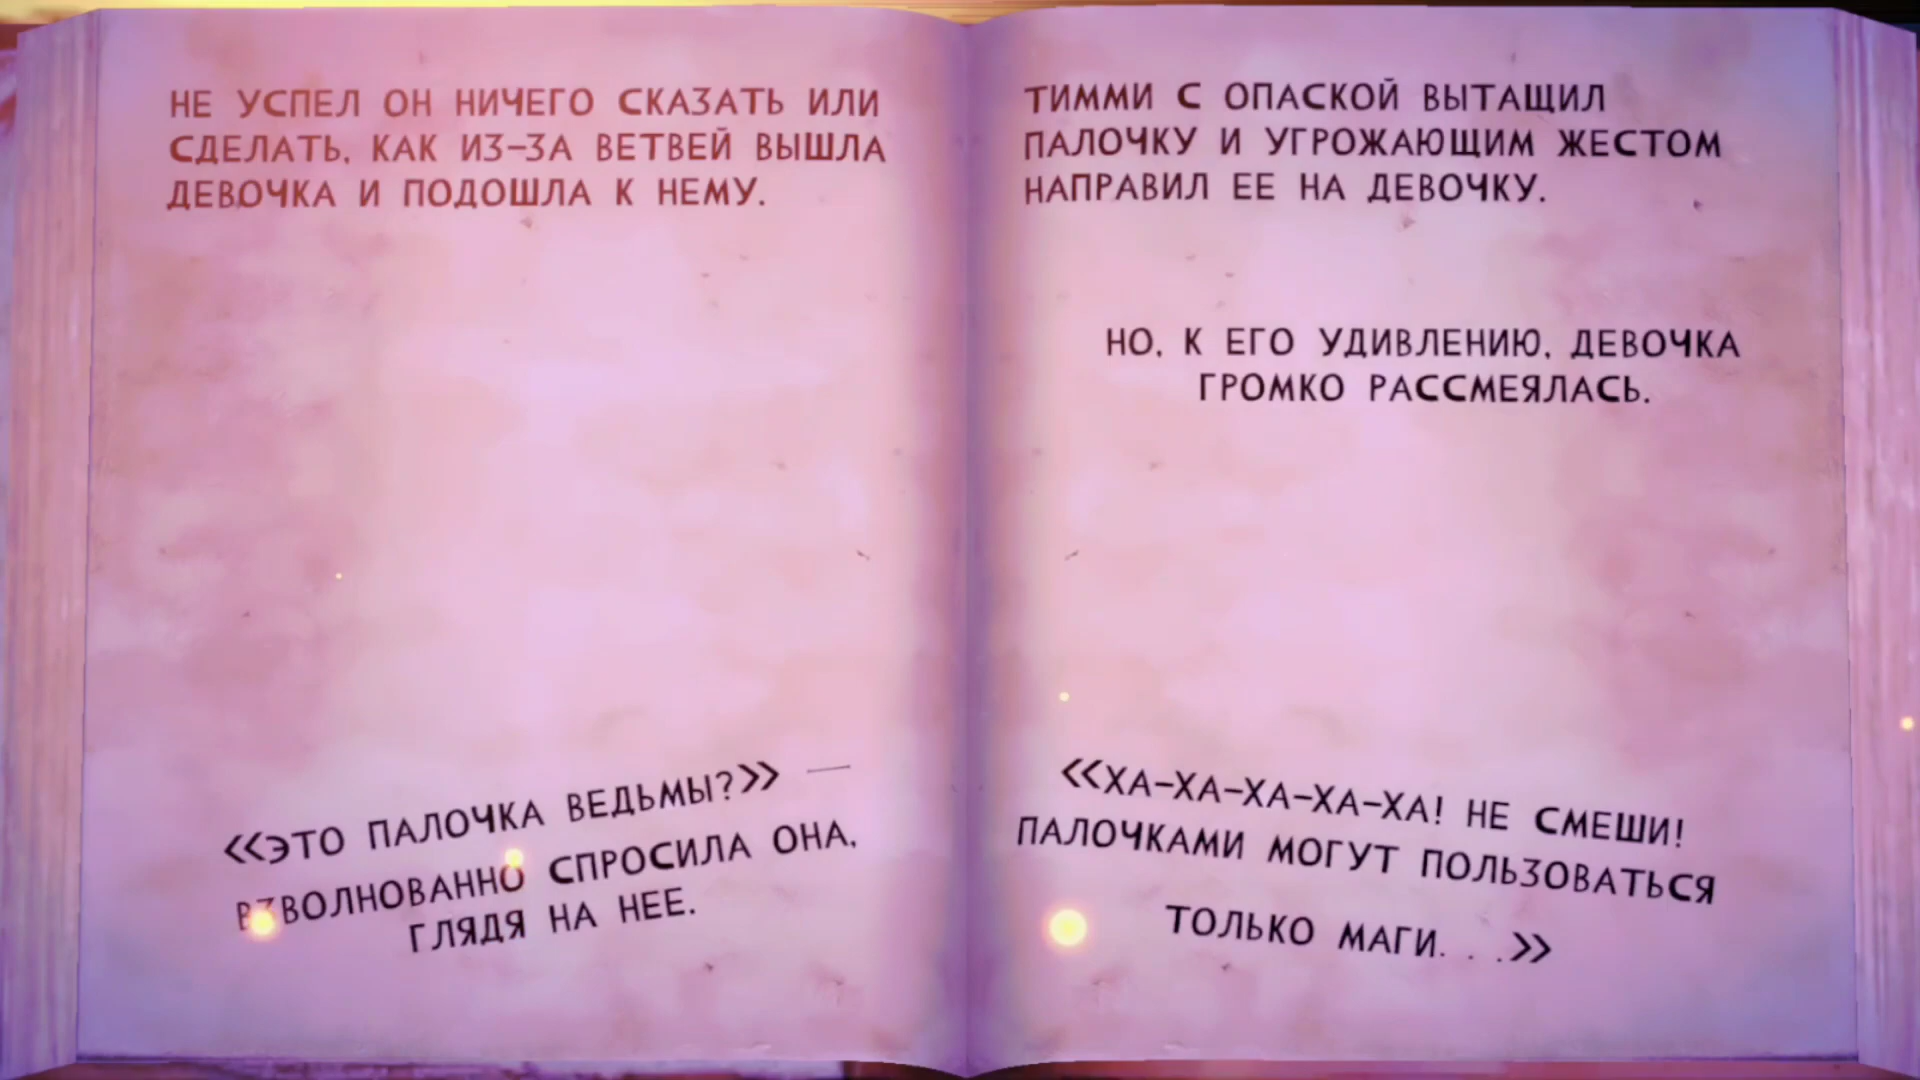 НЕ УСПЕЛ ОН НИЧЕГО СКАЗАТЬ ИЛИ
СДЕЛАТЬ, КАК ИЗ-ЗА ВЕТВЕЙ ВЫШЛА
ДЕВОЧКА И ПОДОШЛА К НЕМУ.
«ЭТО ПАЛОЧКА ВЕДЬМЫ?» —
ВЗВОЛНОВАННО СПРОСИЛА ОНА,
ГЛЯДЯ НА НЕЕ.
ТИММИ С ОПАСКОЙ ВЫТАЩИЛ
ПАЛОЧКУ И УГРОЖАЮЩИМ ЖЕСТОМ
НАПРАВИЛ ЕЕ НА ДЕВОЧКУ.
НО, К ЕГО УДИВЛЕНИЮ, ДЕВОЧКА
ГРОМКО РАССМЕЯЛАСЬ.
«ХА-ХА-ХА-ХА-ХА! НЕ СМЕШИ!
ПАЛОЧКАМИ МОГУТ ПОЛЬЗОВАТЬСЯ
ТОЛЬКО МАГИ. . .»